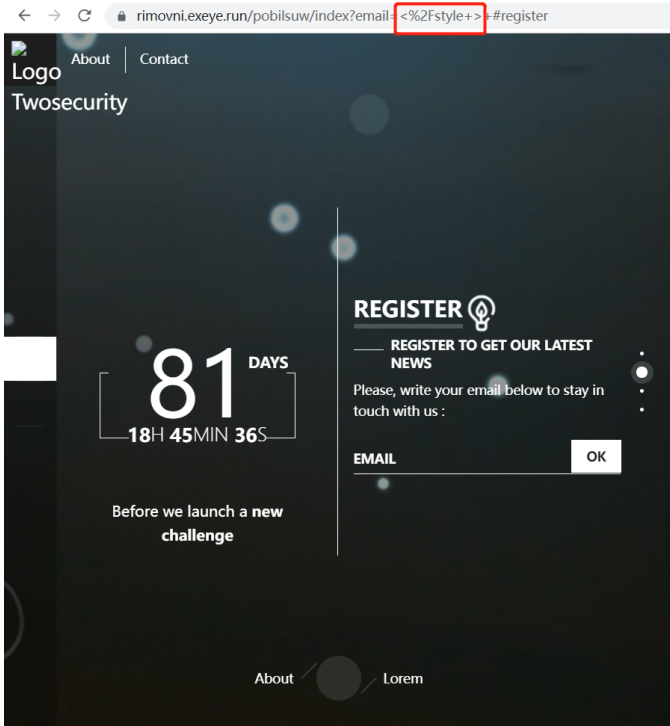 rimovni.exeye.run/pobilsuw/index?email=<%2Fstyle+>+#register
Logo
Twosecurity
About
Contact
REGISTER
REGISTER TO GET OUR LATEST
NEWS
Please, write your email below to stay in
touch with us :
EMAIL
OK
81 DAYS
18H 45MIN 36S
Before we launch a new
challenge
About
Lorem